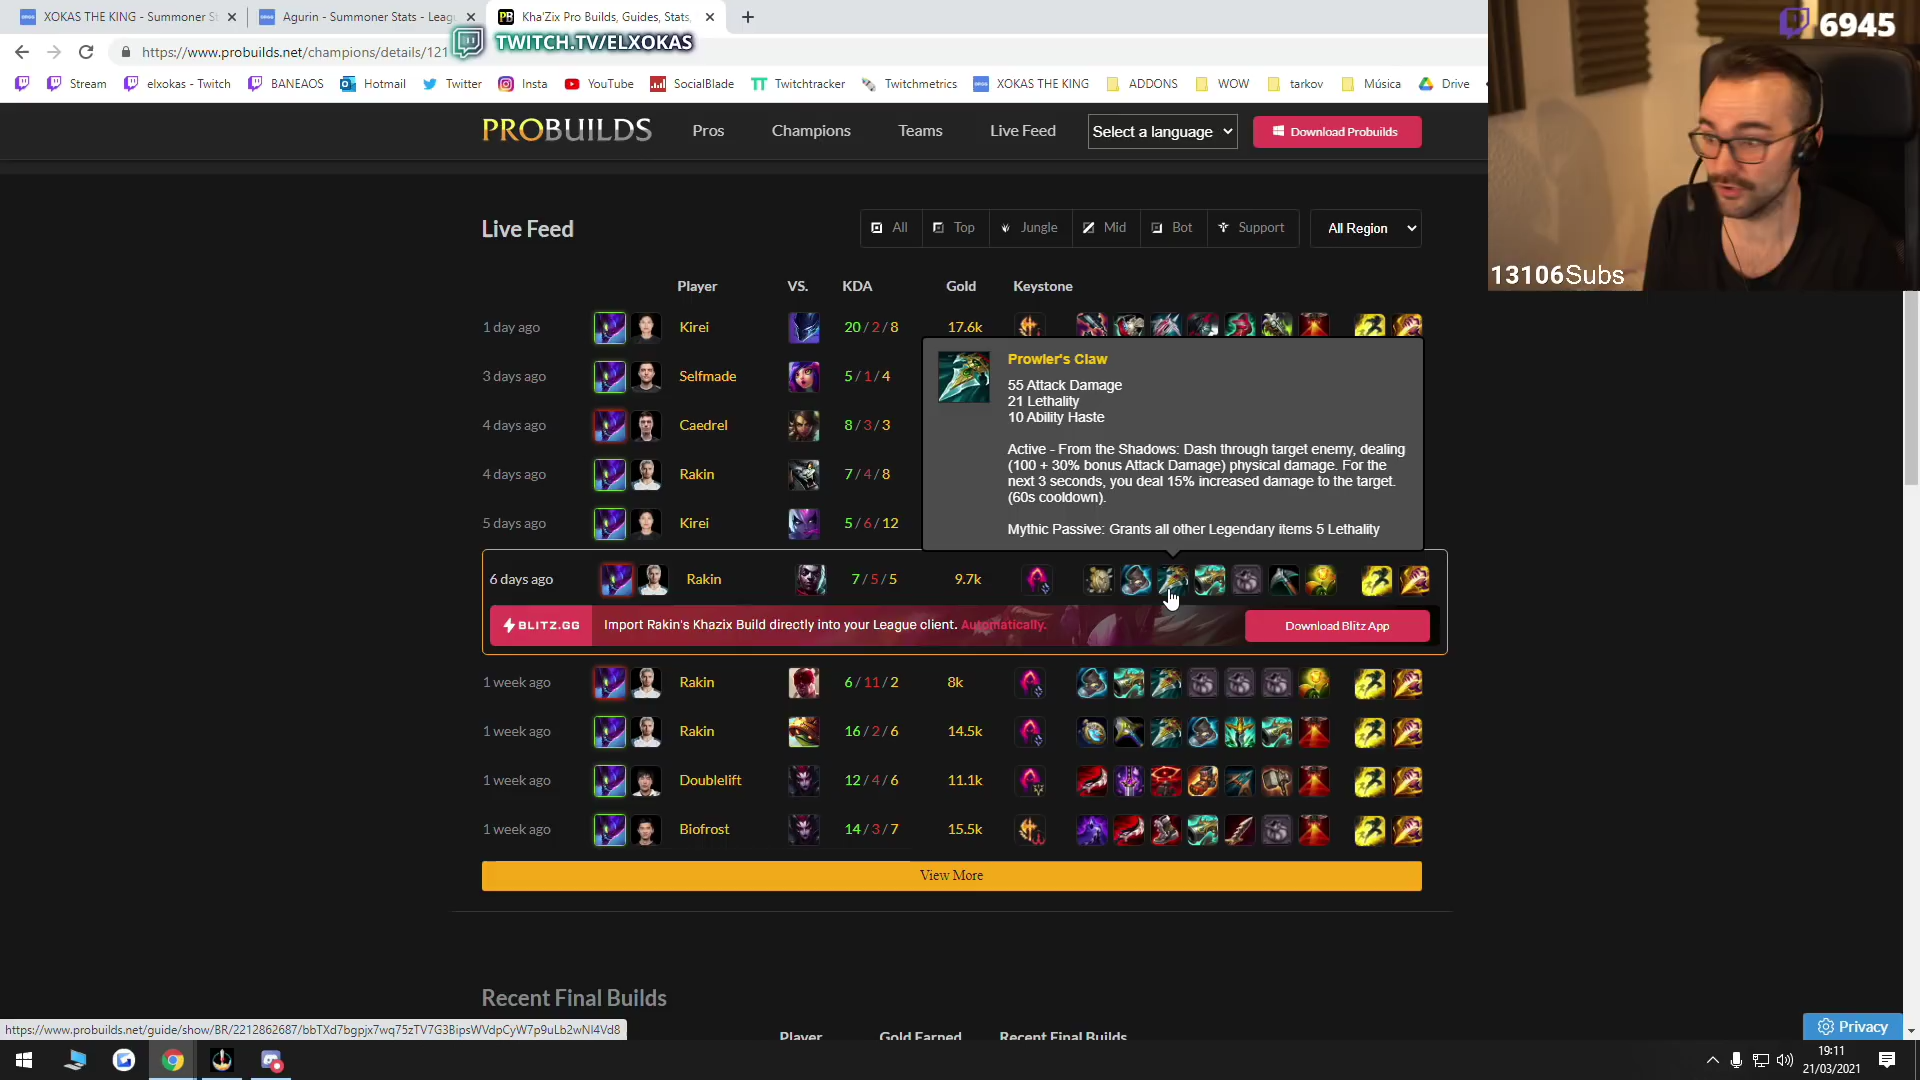 XOKAS THE KING - Summoner St
Agurin - Summoner Stats - Leag
Kha'Zix Pro Builds, Guides, Stats,
https://www.probuilds.net/champions/details/121
TWITCH.TV/ELXOKAS
6945
Stream
elxokas - Twitch
BANEAOS
Hotmail
Twitter
Insta
YouTube
SocialBlade
Twitchtracker
Twitchmetrics
XOKAS THE KING
ADDONS
WOW
tarkov
Música
Drive
PROBUILDS
Pros
Champions
Teams
Live Feed
Select a language
Download Probuilds
Live Feed
All
Top
Jungle
Mid
Bot
Support
All Region
13106Subs
Player VS. KDA Gold Keystone
1 day ago Kirei 20 / 2 / 8 17.6k
3 days ago Selfmade 5 / 1 / 4
4 days ago Caedrel 8 / 3 / 3
4 days ago Rakin 7 / 4 / 8
5 days ago Kirei 5 / 6 / 12
Prowler's Claw
55 Attack Damage
21 Lethality
10 Ability Haste
Active - From the Shadows: Dash through target enemy, dealing
(100 + 30% bonus Attack Damage) physical damage. For the
next 3 seconds, you deal 15% increased damage to the target.
(60s cooldown).
Mythic Passive: Grants all other Legendary items 5 Lethality
6 days ago Rakin 7 / 5 / 5 9.7k
BLITZ.GG Import Rakin's Khazix Build directly into your League client. Automatically. Download Blitz App
1 week ago Rakin 6 / 11 / 2 8k
1 week ago Rakin 16 / 2 / 6 14.5k
1 week ago Doublelift 12 / 4 / 6 11.1k
1 week ago Biofrost 14 / 3 / 7 15.5k
View More
Recent Final Builds
Player Gold Earned Recent Final Builds
https://www.probuilds.net/guide/show/BR/2212862687/bbTXd7bgpjx7wq75zTV7G3BipsWVdpCyW7p9uLb2wNI4Vd8
Privacy
19:11
21/03/2021